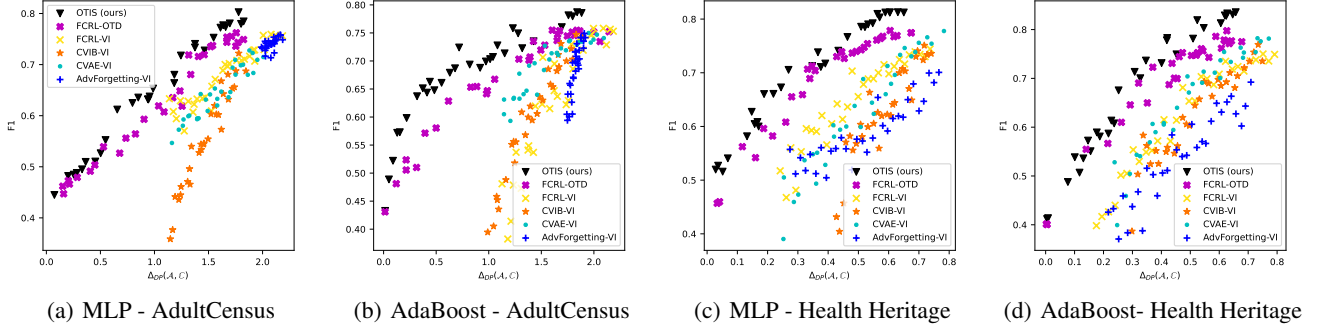 F1
0.8
0.7
0.6
0.5
0.4
OTIS (ours)
FCRL-OTD
FCRL-VI
CVIB-VI
CVAE-VI
AdvForgetting-VI
0.0 0.5 1.0 1.5 2.0
Δ_DP(𝒜, C)
(a) MLP - AdultCensus
F1
0.80
0.75
0.70
0.65
0.60
0.55
0.50
0.45
0.40
OTIS (ours)
FCRL-OTD
FCRL-VI
CVIB-VI
CVAE-VI
AdvForgetting-VI
0.0 0.5 1.0 1.5 2.0
Δ_DP(𝒜, C)
(b) AdaBoost - AdultCensus
F1
0.8
0.7
0.6
0.5
0.4
OTIS (ours)
FCRL-OTD
FCRL-VI
CVIB-VI
CVAE-VI
AdvForgetting-VI
0.0 0.1 0.2 0.3 0.4 0.5 0.6 0.7 0.8
Δ_DP(𝒜, C)
(c) MLP - Health Heritage
F1
0.8
0.7
0.6
0.5
0.4
OTIS (ours)
FCRL-OTD
FCRL-VI
CVIB-VI
CVAE-VI
AdvForgetting-VI
0.0 0.1 0.2 0.3 0.4 0.5 0.6 0.7 0.8
Δ_DP(𝒜, C)
(d) AdaBoost- Health Heritage